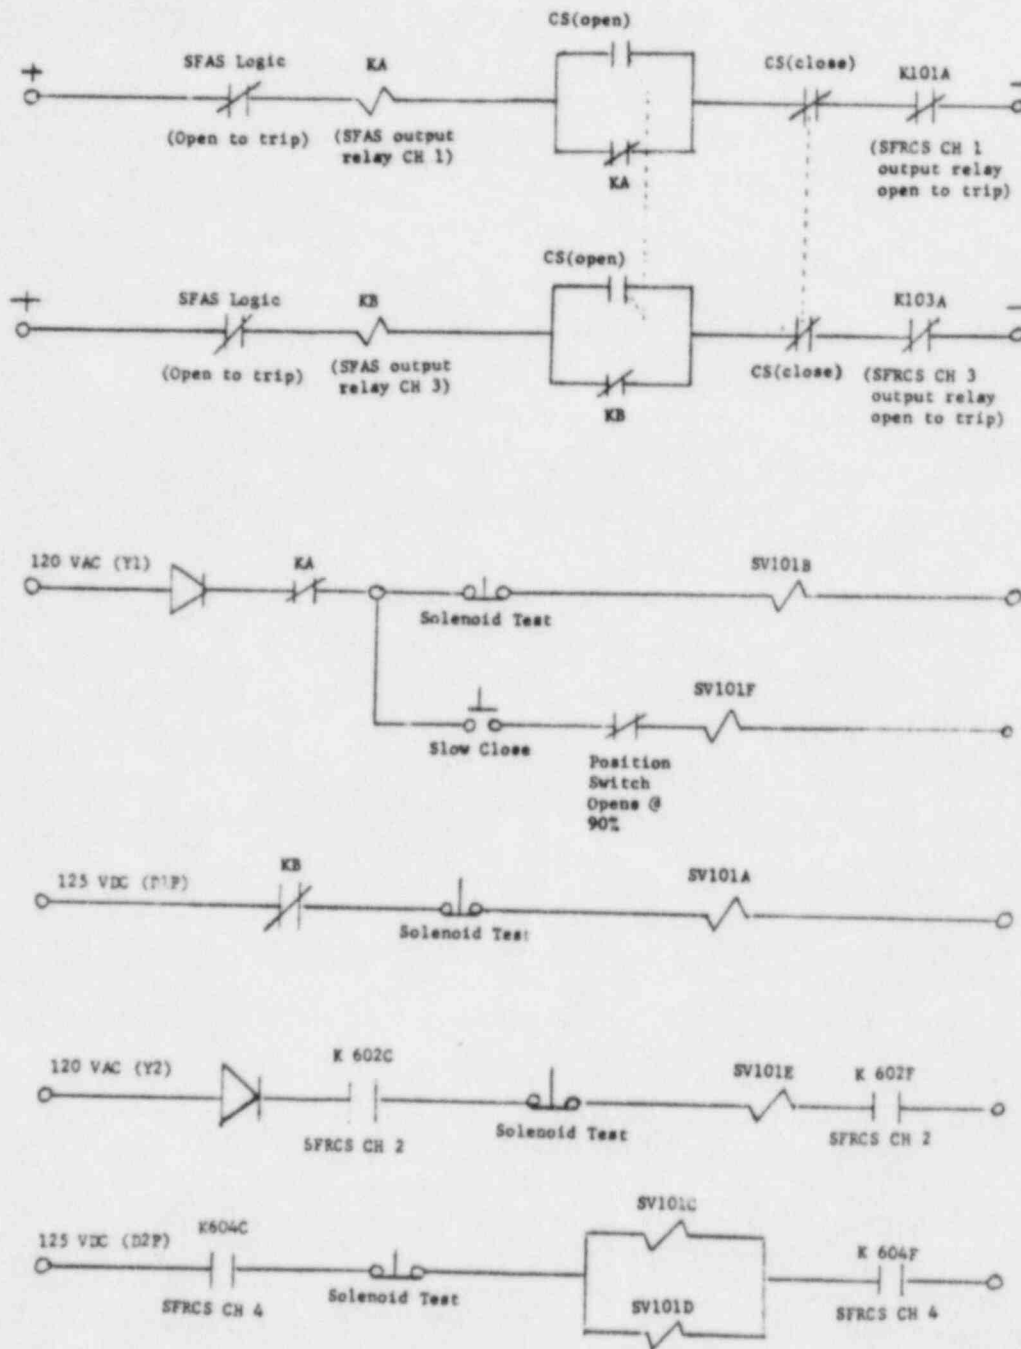 CS(open)
SFAS Logic
KA
CS(close)
K101A
+
-
(Open to trip)
(SFAS output
relay CH 1)
KA
(SFRCS CH 1
output relay
open to trip)
CS(open)
SFAS Logic
KB
K103A
+
-
(Open to trip)
(SFAS output
relay CH 3)
KB
CS(close)
(SFRCS CH 3
output relay
open to trip)
120 VAC (Y1)
KA
SV101B
Solenoid Test
SV101F
Slow Close
Position
Switch
Opens @
90%
125 VDC (D1P)
KB
SV101A
Solenoid Test
120 VAC (Y2)
K 602C
SV101E
K 602F
SFRCS CH 2
Solenoid Test
SFRCS CH 2
125 VDC (D2P)
K604C
SV101C
K 604F
SFRCS CH 4
Solenoid Test
SV101D
SFRCS CH 4